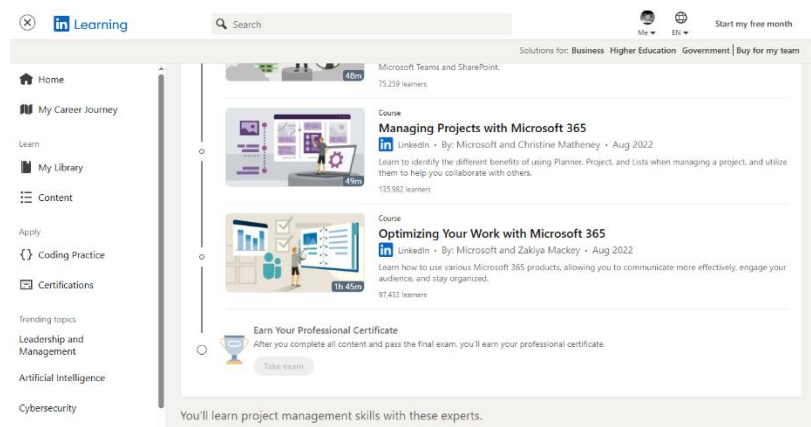 in Learning
Search
Me
EN
Start my free month
Solutions for: Business Higher Education Government Buy for my team
Home
My Career Journey
Learn
My Library
Content
Apply
Coding Practice
Certifications
Trending topics
Leadership and
Management
Artificial Intelligence
Cybersecurity
48m
Microsoft Teams and SharePoint.
75,259 learners
49m
Course
Managing Projects with Microsoft 365
in LinkedIn • By: Microsoft and Christine Matheney • Aug 2022
Learn to identify the different benefits of using Planner, Project, and Lists when managing a project, and utilize
them to help you collaborate with others.
135,982 learners
1h 45m
Course
Optimizing Your Work with Microsoft 365
in LinkedIn • By: Microsoft and Zakiya Mackey • Aug 2022
Learn how to use various Microsoft 365 products, allowing you to communicate more effectively, engage your
audience, and stay organized.
97,432 learners
Earn Your Professional Certificate
After you complete all content and pass the final exam, you'll earn your professional certificate.
Take exam
You'll learn project management skills with these experts.